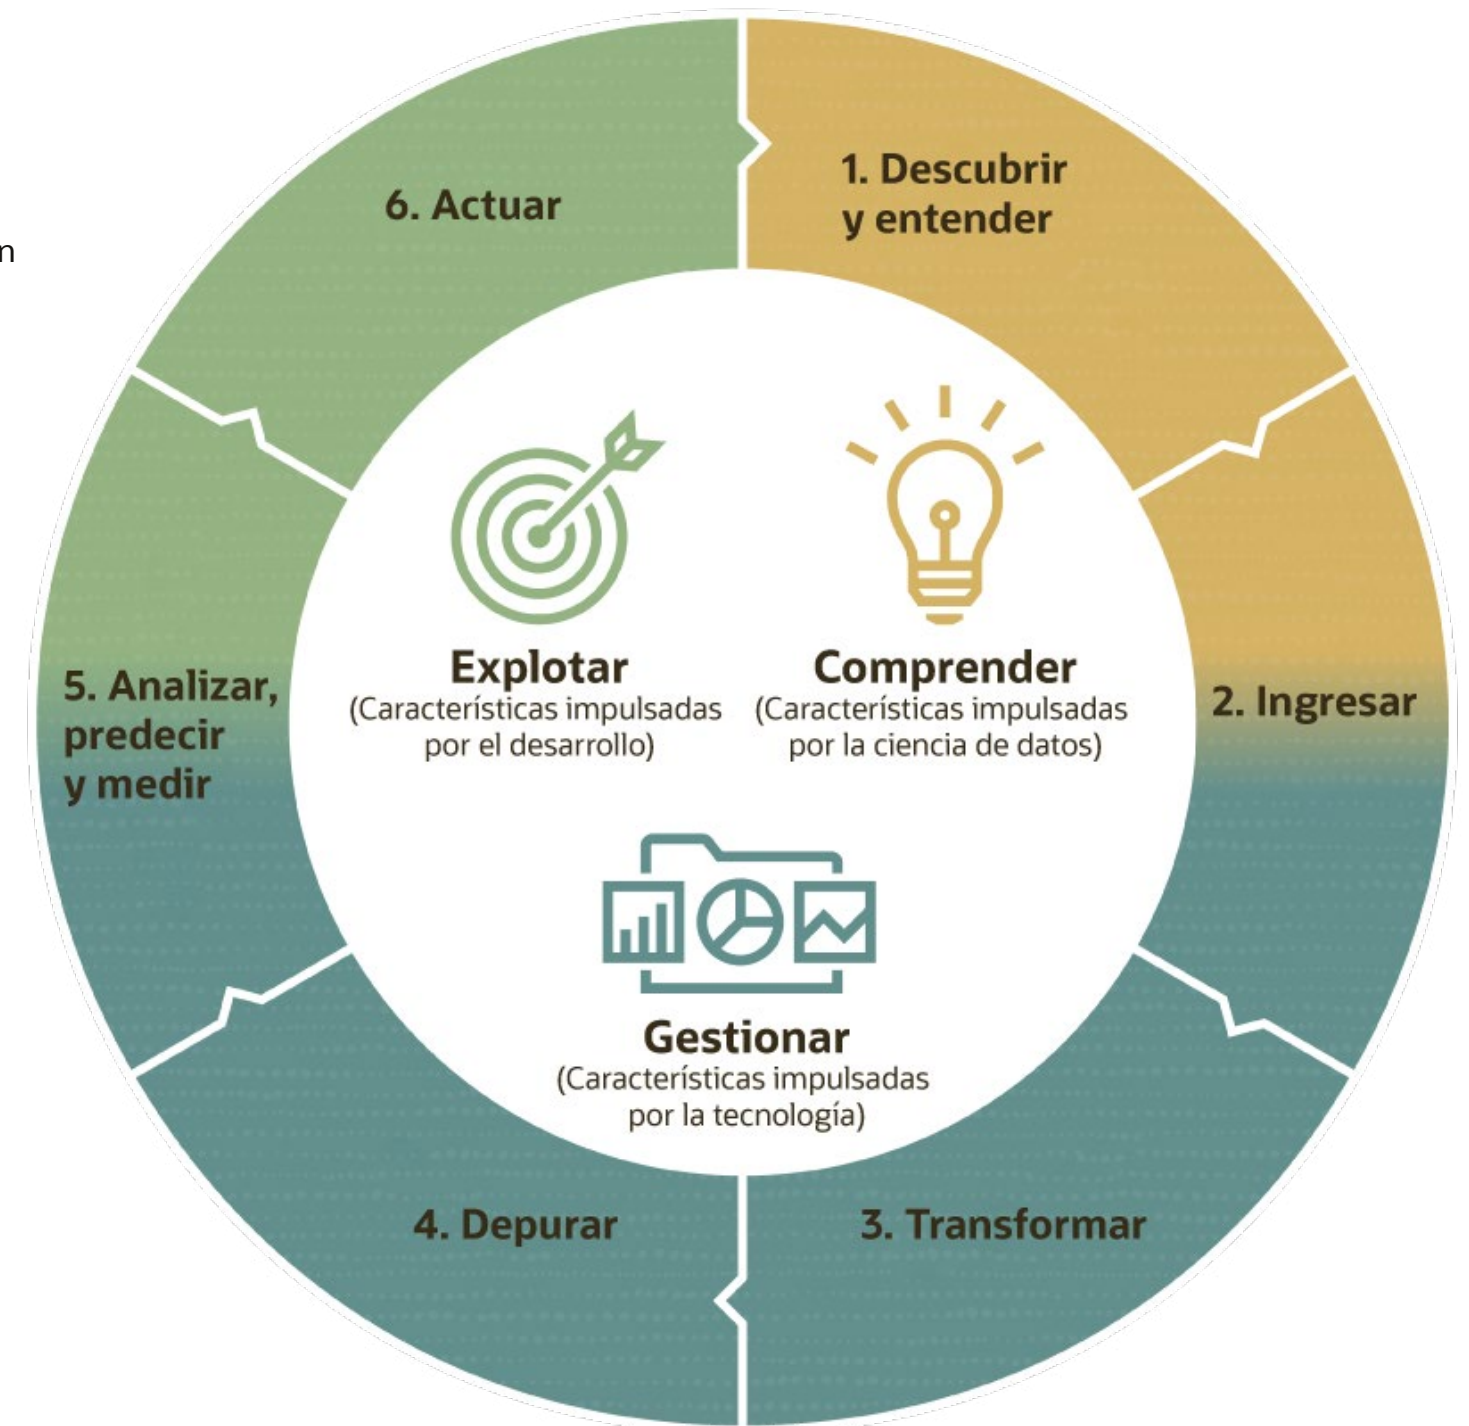 n
6. Actuar
1. Descubrir
y entender
Explotar
(Características impulsadas
por el desarrollo)
Comprender
(Características impulsadas
por la ciencia de datos)
2. Ingresar
5. Analizar,
predecir
y medir
Gestionar
(Características impulsadas
por la tecnología)
4. Depurar
3. Transformar